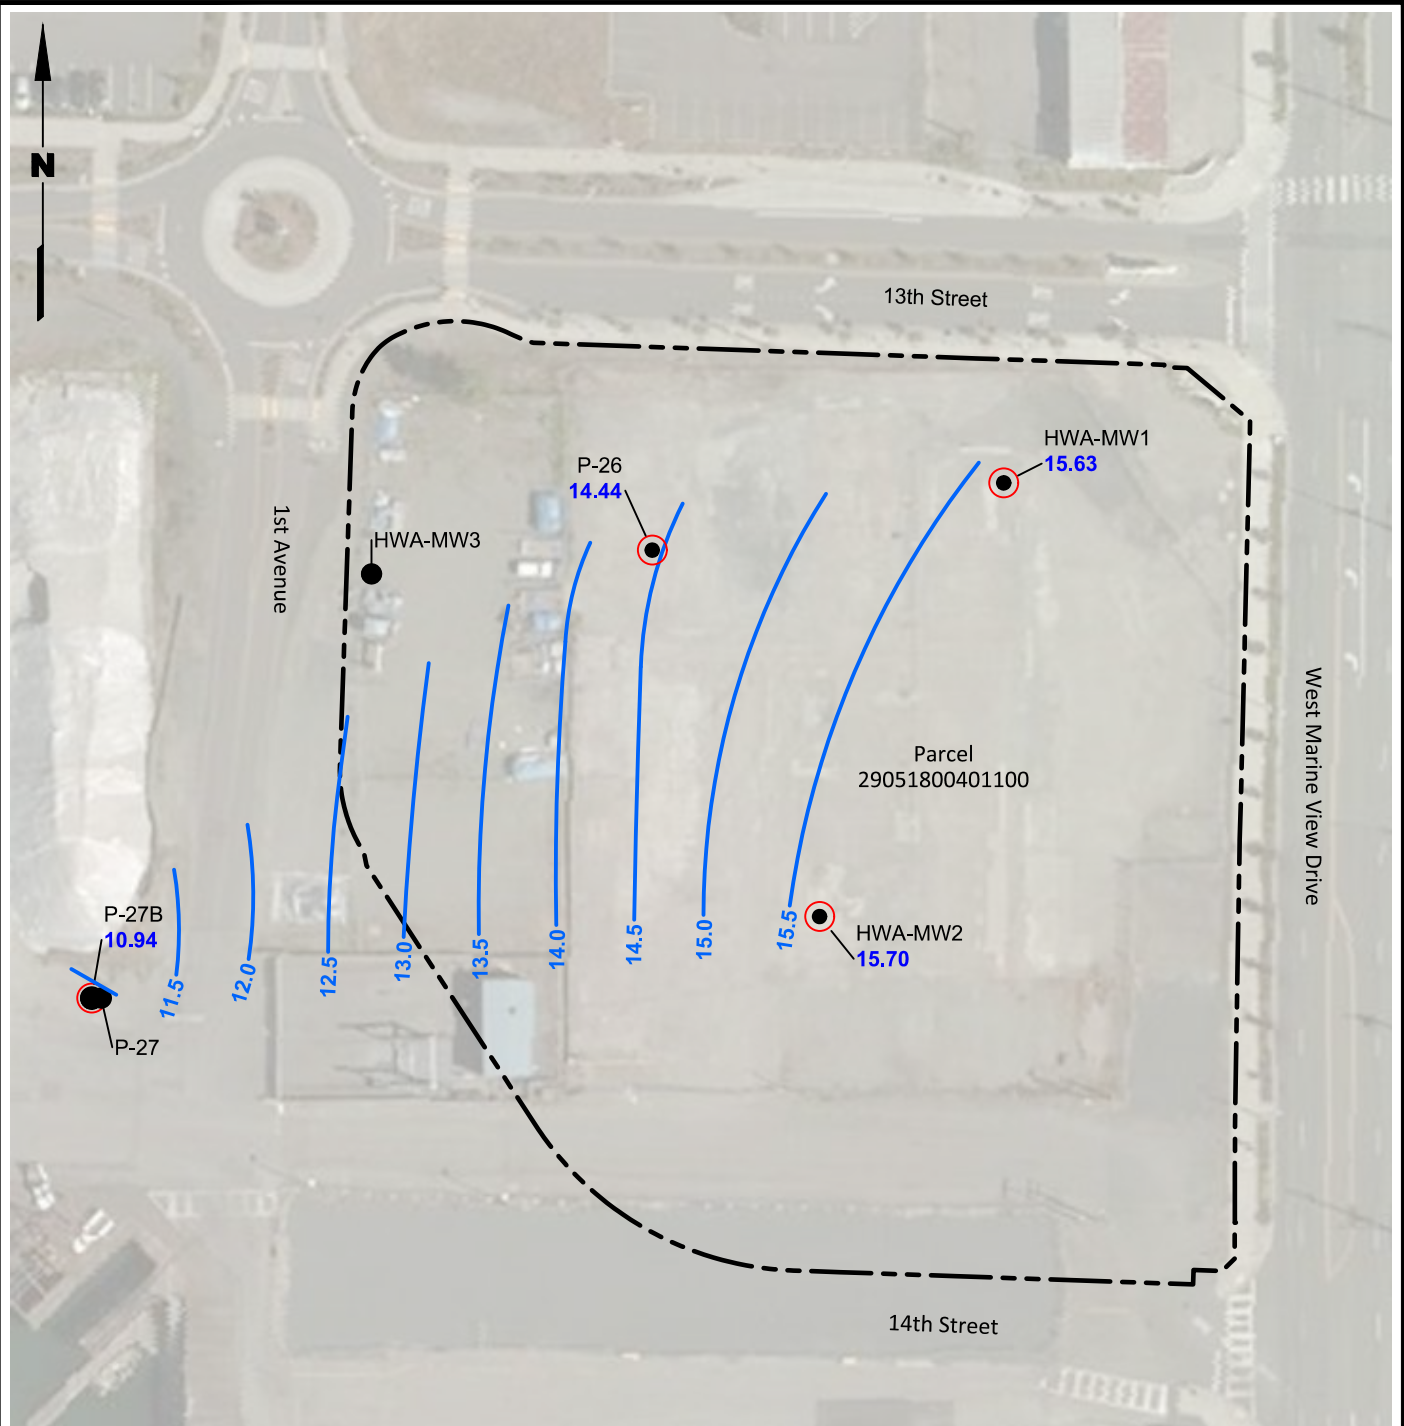 N
13th Street
HWA-MW1
15.63
P-26
14.44
1st Avenue
HWA-MW3
West Marine View Drive
Parcel
29051800401100
P-27B
10.94
P-27
11.5
12.0
12.5
13.0
13.5
14.0
14.5
15.0
15.5
HWA-MW2
15.70
14th Street